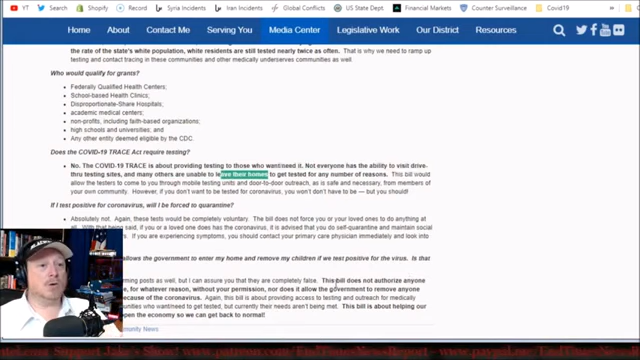 YT Bitchute Home Reject Syria Incidents Iran Incidents Global Conflicts US State Dept. Financial Markets Counter Surveillance Covid19
Home About Contact Me Serving You Media Center Legislative Work Our District Resources
the rate of the state's white population, white residents are still tested nearly twice as often. That is why we need to ramp up
testing and contact tracing in these communities and other medically underserves communities as well
Who would qualify for grants?
Federally Qualified Health Centers;
School-based Health Clinics;
Disproportionate-Share Hospitals;
academic medical centers;
non-profits, including faith-based organizations;
high schools and universities; and
Any other entity deemed eligible by the CDC.
Does the COVID-19 TRACE Act require testing?
No. The COVID-19 TRACE is about providing testing to those who want/need it. Not everyone has the ability to visit drive-
thru testing sites, and many others are unable to leave their homes to get tested for any number of reasons. This bill would
allow the testers to come to you through mobile testing units and door-to-door outreach, as is safe and necessary, from members of
your own community. However, if you don't want to be tested for coronavirus, you won't don't have to — but you should!
If I test positive for coronavirus, will I be forced to quarantine?
Absolutely not. Again, these tests would be completely voluntary. The bill does not force you or your loved ones to do anything at
all. With that being said, if you or a loved one does has the coronavirus, it is advised that you do self-quarantine and maintain social
If you are experiencing symptoms, you should contact your primary care physician immediately and look into
allows the government to enter my home and remove my children if we test positive for the virus. Is that
posts as well, but I can assure you that they are completely false. This bill does not authorize anyone
for whatever reason, without your permission, nor does it allow the government to remove anyone
because of the coronavirus. Again, this bill is about providing access to testing and outreach for medically
who want/need to get tested, but currently their needs aren't being met. This bill is about helping our
open the economy so we can get back to normal!
News
Support Jake's Show! www.patreon.com/EndTimesNewsReport